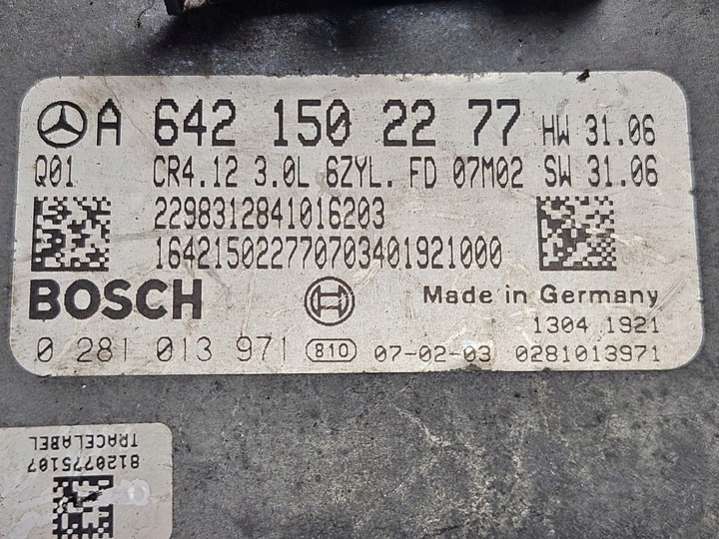 A 642 150 22 77 HW 31.06
Q01 CR4.12 3.0L 6ZYL. FD 07M02 SW 31.06
2298312841016203
164215022770703401921000
BOSCH Made in Germany
1304 1921
0 281 013 971 810 07-02-03 0281013971
TRACELABEL
8120775107